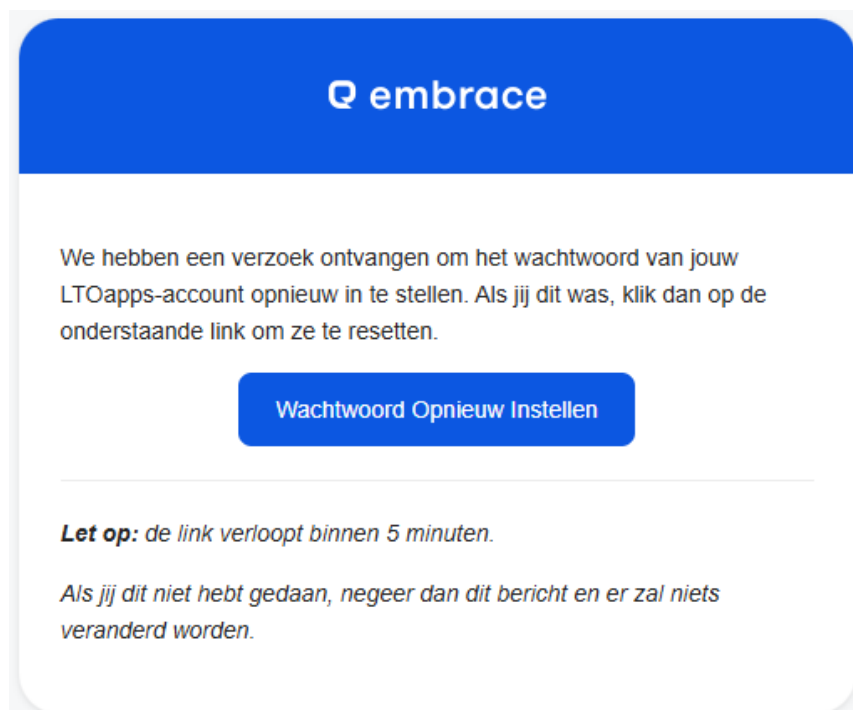 embrace
We hebben een verzoek ontvangen om het wachtwoord van jouw
LTOapps-account opnieuw in te stellen. Als jij dit was, klik dan op de
onderstaande link om ze te resetten.
Wachtwoord Opnieuw Instellen
Let op: de link verloopt binnen 5 minuten.
Als jij dit niet hebt gedaan, negeer dan dit bericht en er zal niets
veranderd worden.